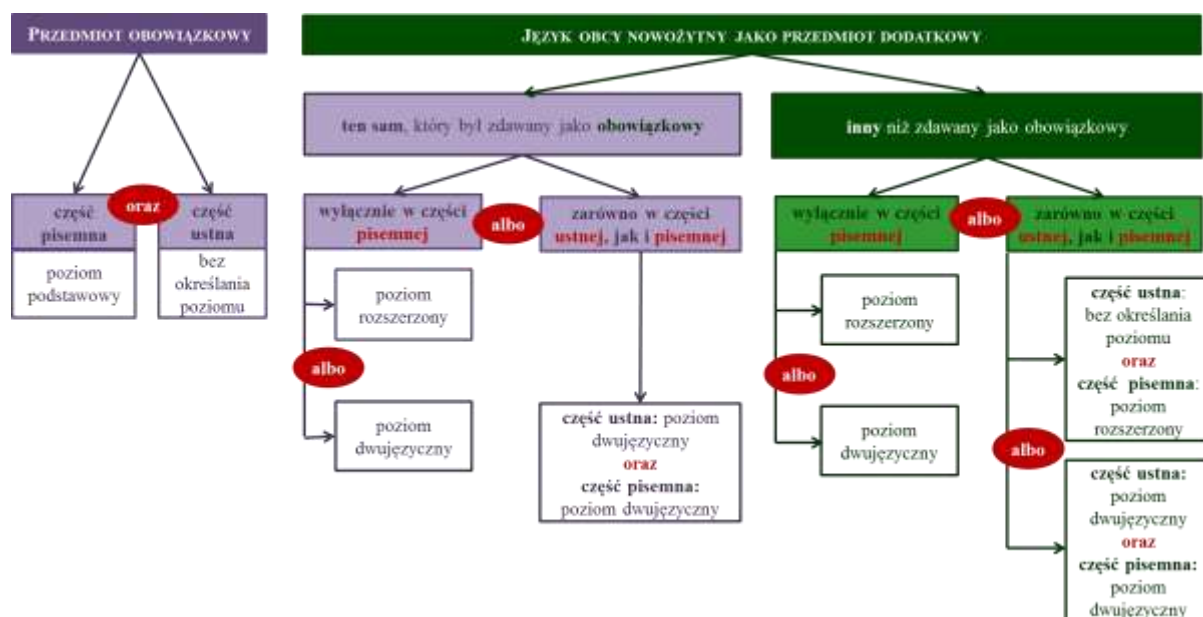 PRZEDMIOT OBOWIĄZKOWY
JĘZYK OBCY NOWOŻYTNY JAKO PRZEDMIOT DODATKOWY
ten sam, który był zdawany jako obowiązkowy
inny niż zdawany jako obowiązkowy
część
pisemna
oraz
część
ustna
poziom
podstawowy
bez
określania
poziomu
wyłącznie w części
pisemnej
albo
zarówno w części
ustnej, jak i pisemnej
poziom
rozszerzony
albo
poziom
dwujęzyczny
część ustna: poziom
dwujęzyczny
oraz
część pisemna:
poziom dwujęzyczny
wyłącznie w części
pisemnej
albo
zarówno w części
ustnej, jak i pisemnej
poziom
rozszerzony
albo
poziom
dwujęzyczny
część ustna:
bez określania
poziomu
oraz
część pisemna:
poziom
rozszerzony
albo
część ustna:
poziom
dwujęzyczny
oraz
część pisemna:
poziom
dwujęzyczny